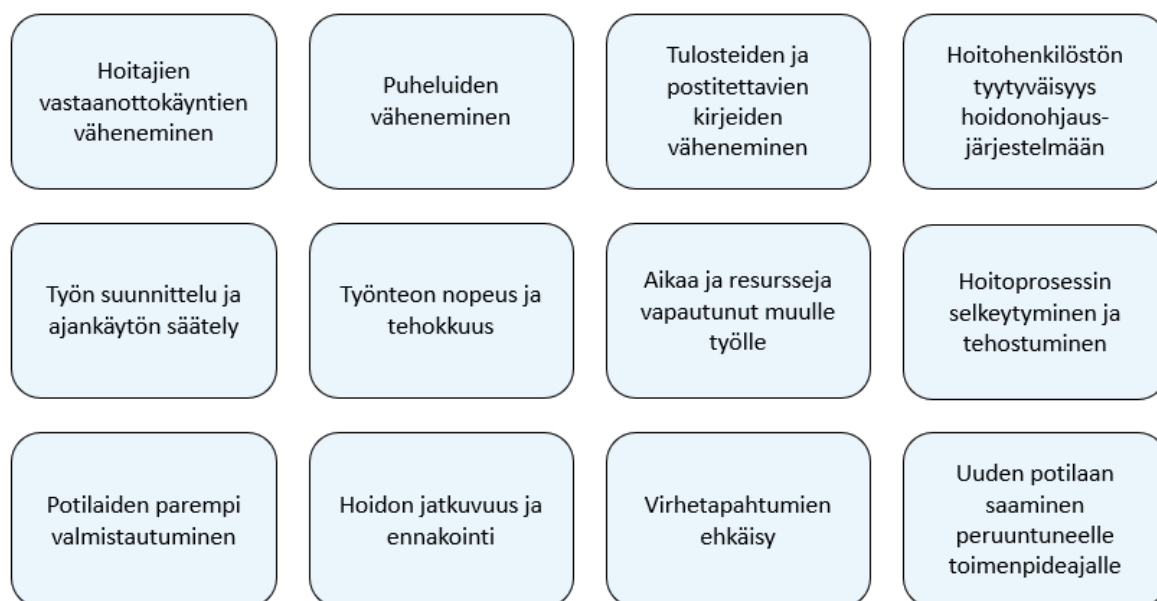 Hoitajien
vastaanottokäyntien
väheneminen
Puheluiden
väheneminen
Tulosteiden ja
postitettavien
kirjeiden
väheneminen
Hoitohenkilöstön
tyytyväisyys
hoidonohjaus-
järjestelmään
Työn suunnittelu ja
ajankäytön säätely
Työnteon nopeus ja
tehokkuus
Aikaa ja resursseja
vapautunut muulle
työlle
Hoitoprosessin
selkeytyminen ja
tehostuminen
Potilaiden parempi
valmistautuminen
Hoidon jatkuvuus ja
ennakointi
Virhetapahtumien
ehkäisy
Uuden potilaan
saaminen
peruuntuneelle
toimenpideajalle